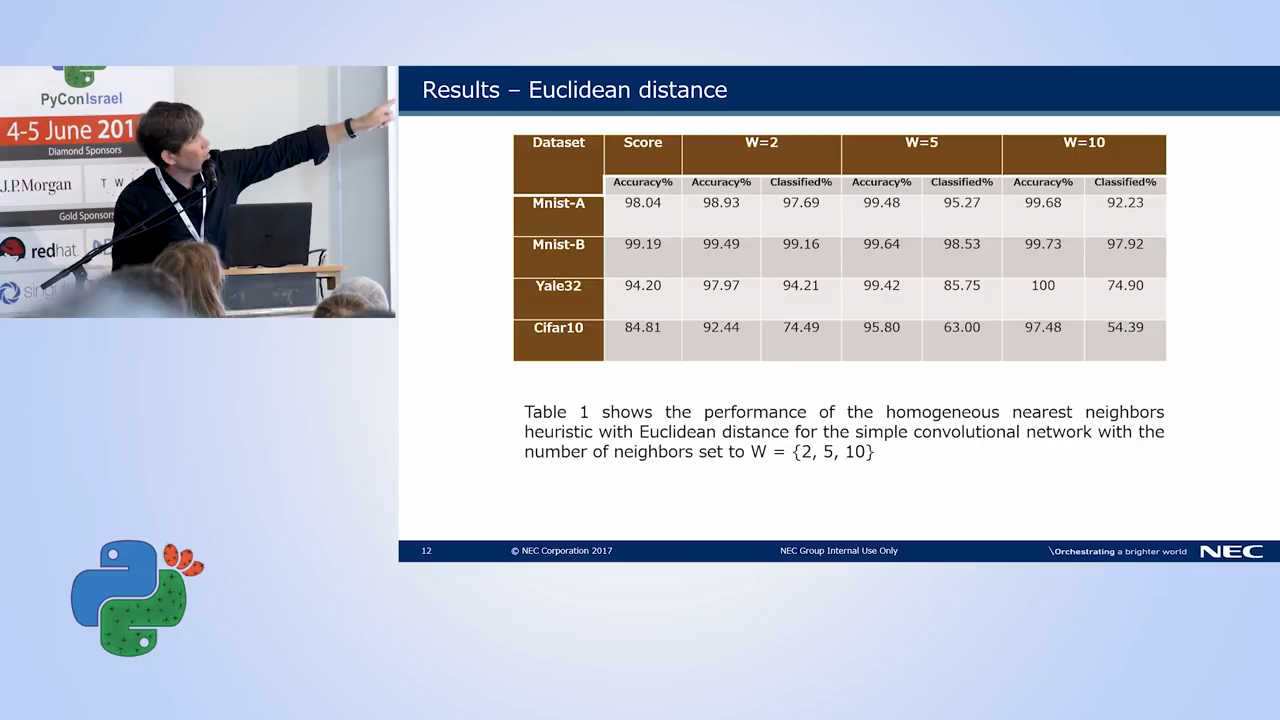 PyConIsrael
4-5 June 201
Diamond Sponsors
J.P.Morgan T W
Gold Sponsors
redhat
Results – Euclidean distance
Dataset Score W=2 W=5 W=10
Accuracy% Accuracy% Classified% Accuracy% Classified% Accuracy% Classified%
Mnist-A 98.04 98.93 97.69 99.48 95.27 99.68 92.23
Mnist-B 99.19 99.49 99.16 99.64 98.53 99.73 97.92
Yale32 94.20 97.97 94.21 99.42 85.75 100 74.90
Cifar10 84.81 92.44 74.49 95.80 63.00 97.48 54.39
Table 1 shows the performance of the homogeneous nearest neighbors
heuristic with Euclidean distance for the simple convolutional network with the
number of neighbors set to W = {2, 5, 10}
12 © NEC Corporation 2017 NEC Group Internal Use Only \Orchestrating a brighter world NEC